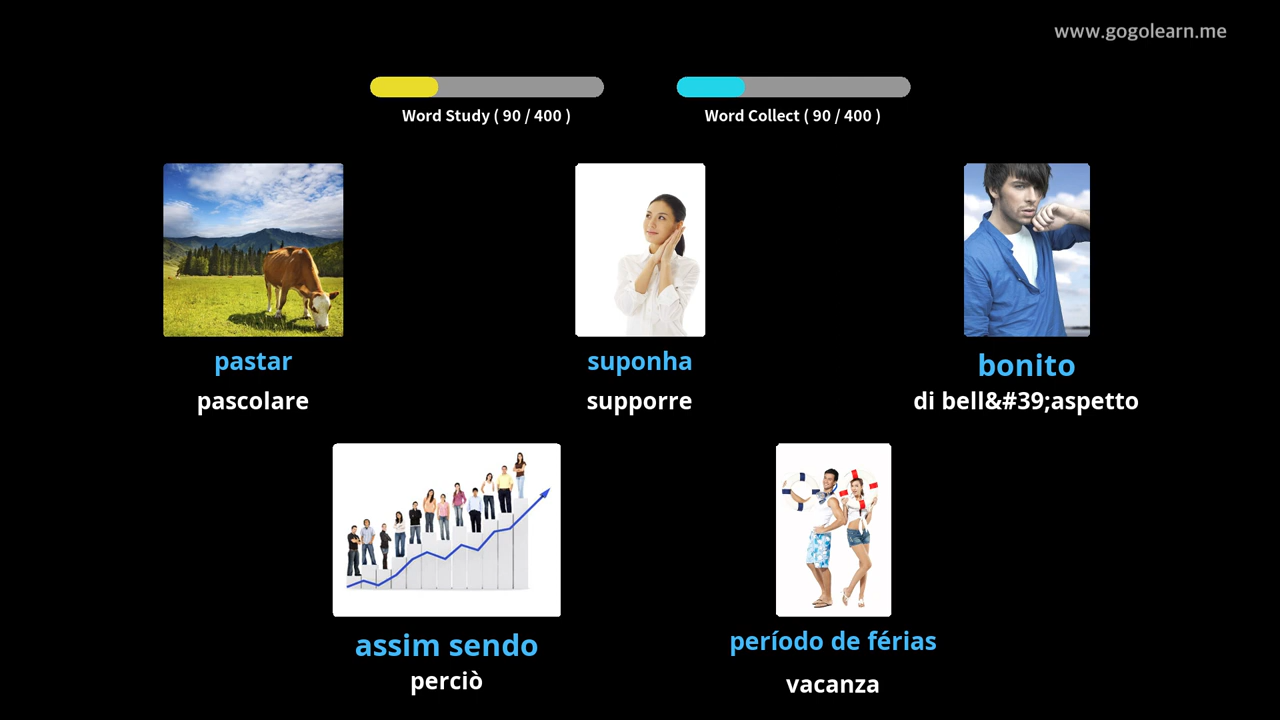 www.gogolearn.me
Word Study ( 90 / 400 )
Word Collect ( 90 / 400 )
pastar
pascolare
suponha
supporre
bonito
di bell&#39;aspetto
assim sendo
perciò
período de férias
vacanza